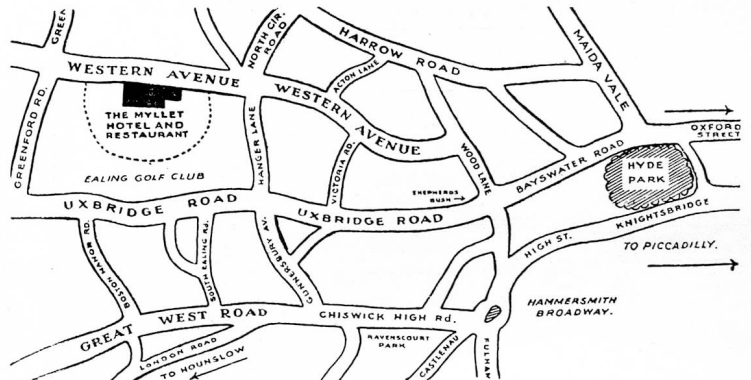 GREEN
NORTH CIR.
ROAD
HARROW ROAD
MAIDA VALE
WESTERN AVENUE
ACTON LANE
WESTERN AVENUE
GREENFORD RD.
THE MYLLET
HOTEL AND
RESTAURANT
HANGER LANE
VICTORIA RD.
WOOD LANE
OXFORD
STREET
BAYSWATER ROAD
HYDE
PARK
EALING GOLF CLUB
SHEPHERDS
BUSH
UXBRIDGE ROAD
UXBRIDGE ROAD
KNIGHTSBRIDGE
HIGH ST.
TO PICCADILLY.
BOSTON MANOR RD.
SOUTH EALING Rd.
GUNNERSBURY AV.
HAMMERSMITH
BROADWAY.
GREAT WEST ROAD
CHISWICK HIGH Rd.
RAVENSCOURT
PARK
CASTLENAU
FULHAM
LONDON ROAD
TO HOUNSLOW